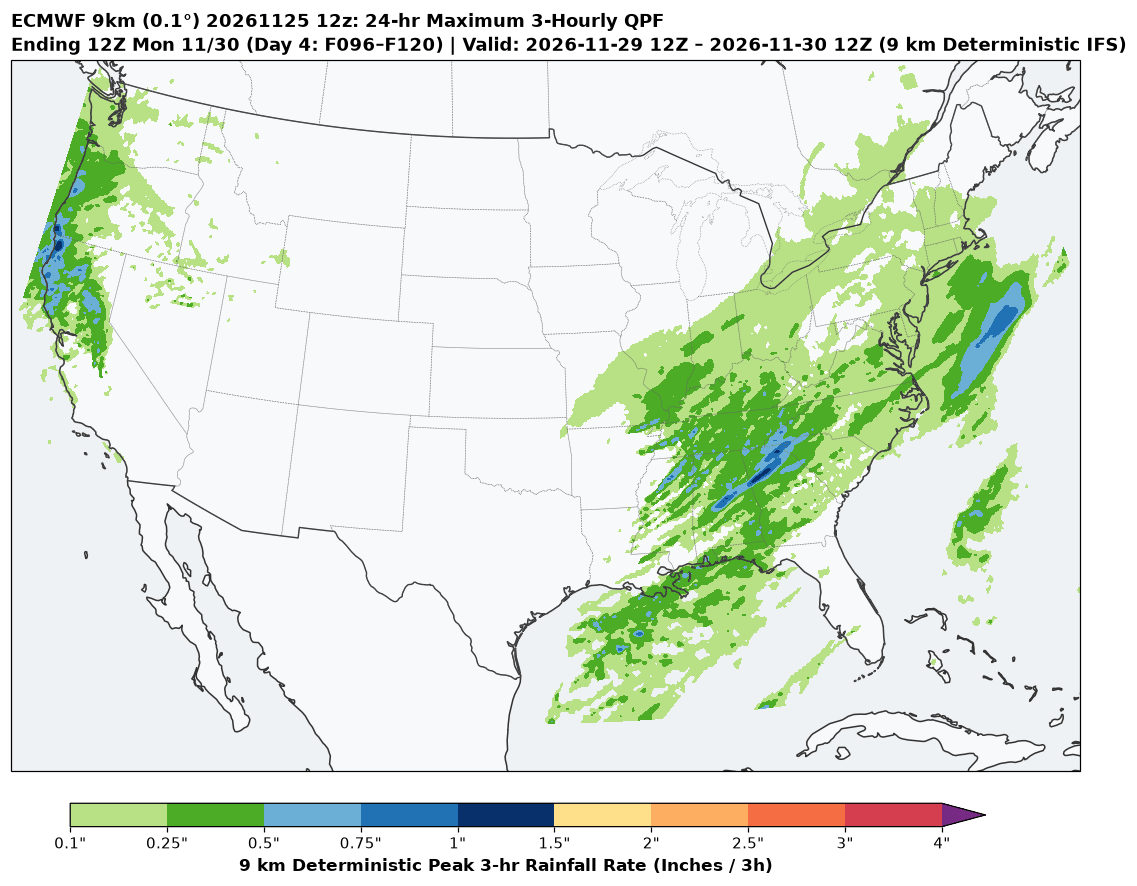 ECMWF 9km (0.1°) 20261125 12z: 24-hr Maximum 3-Hourly QPF
Ending 12Z Mon 11/30 (Day 4: F096–F120) | Valid: 2026-11-29 12Z – 2026-11-30 12Z (9 km Deterministic IFS)
0.1" 0.25" 0.5" 0.75" 1" 1.5" 2" 2.5" 3" 4"
9 km Deterministic Peak 3-hr Rainfall Rate (Inches / 3h)